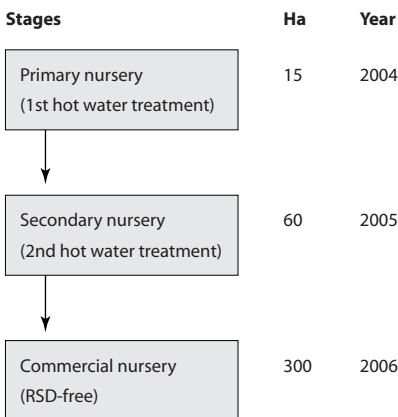 Stages Ha Year
Primary nursery 15 2004
(1st hot water treatment)
Secondary nursery 60 2005
(2nd hot water treatment)
Commercial nursery 300 2006
(RSD-free)